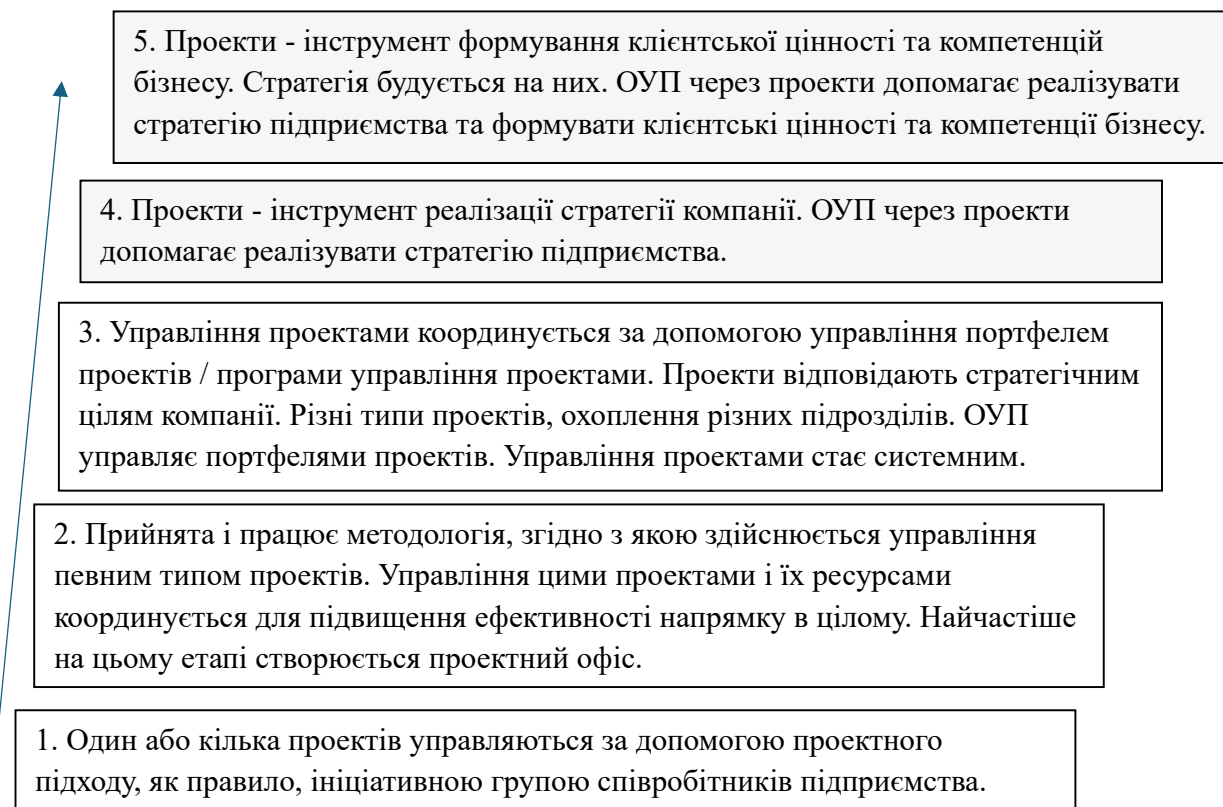 5. Проекти - інструмент формування клієнтської цінності та компетенцій
бізнесу. Стратегія будується на них. ОУП через проекти допомагає реалізувати
стратегію підприємства та формувати клієнтські цінності та компетенції бізнесу.
4. Проекти - інструмент реалізації стратегії компанії. ОУП через проекти
допомагає реалізувати стратегію підприємства.
3. Управління проектами координується за допомогою управління портфелем
проектів / програми управління проектами. Проекти відповідають стратегічним
цілям компанії. Різні типи проектів, охоплення різних підрозділів. ОУП
управляє портфелями проектів. Управління проектами стає системним.
2. Прийнята і працює методологія, згідно з якою здійснюється управління
певним типом проектів. Управління цими проектами і їх ресурсами
координується для підвищення ефективності напрямку в цілому. Найчастіше
на цьому етапі створюється проектний офіс.
1. Один або кілька проектів управляються за допомогою проектного
підходу, як правило, ініціативною групою співробітників підприємства.